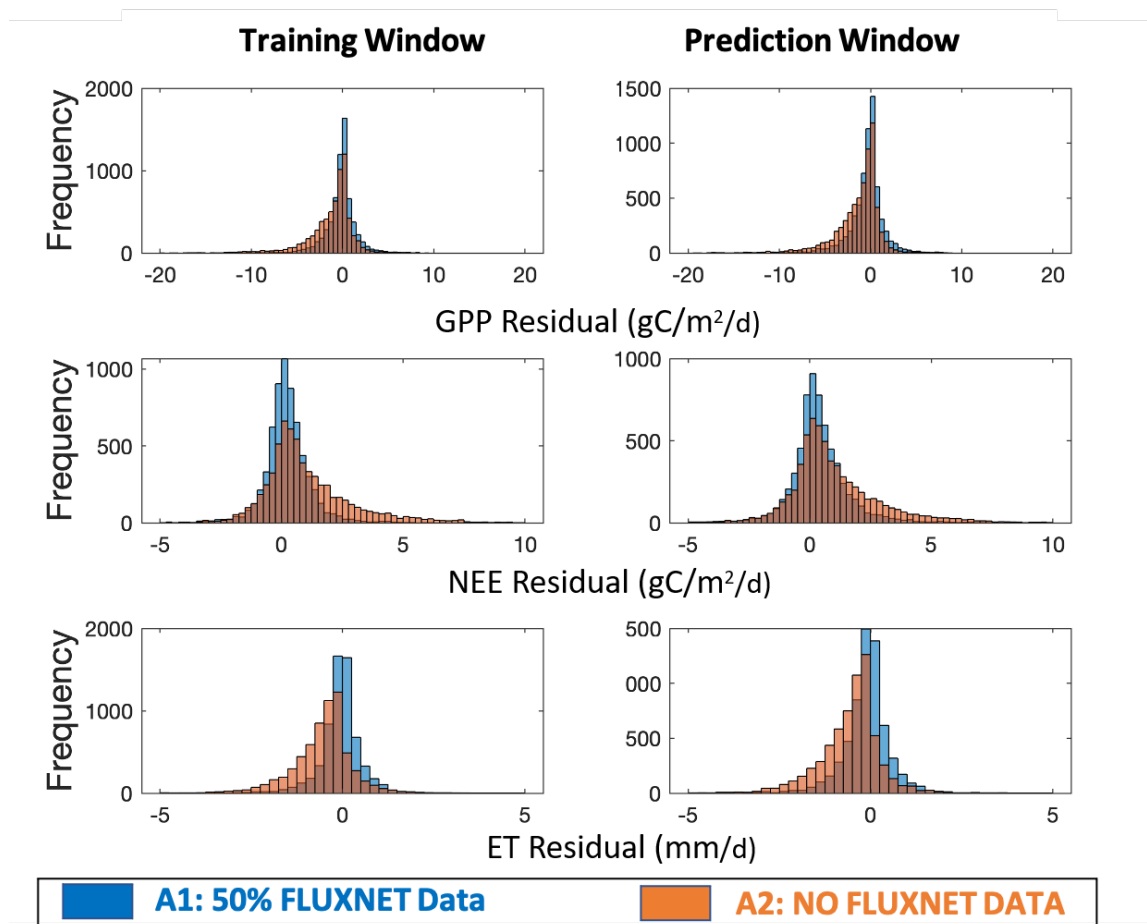 Training Window Prediction Window
2000 1500
1000 1000
500
0 0
Frequency
-20 -10 0 10 20 -20 -10 0 10 20
GPP Residual (gC/m²/d)
1000 1000
500 500
0 0
Frequency
-5 0 5 10 -5 0 5 10
NEE Residual (gC/m²/d)
2000 500
1000 000
500
0 0
Frequency
-5 0 5 -5 0 5
ET Residual (mm/d)
A1: 50% FLUXNET Data A2: NO FLUXNET DATA